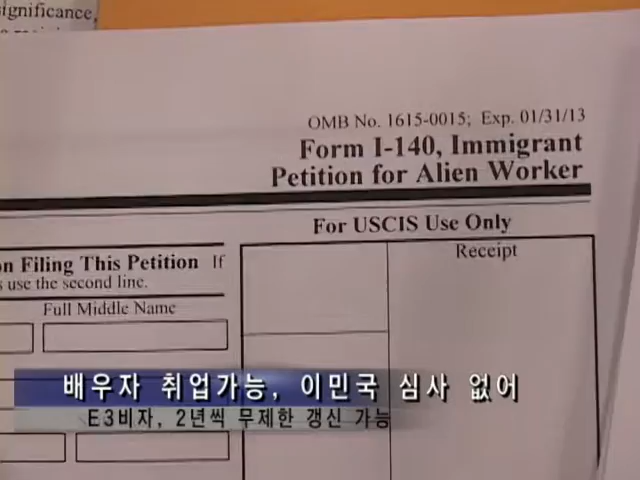 ignificance,
OMB No. 1615-0015; Exp. 01/31/13
Form I-140, Immigrant
Petition for Alien Worker
For USCIS Use Only
Receipt
n Filing This Petition If
s use the second line.
Full Middle Name
배우자 취업가능, 이민국 심사 없어
E3비자, 2년씩 무제한 갱신 가능